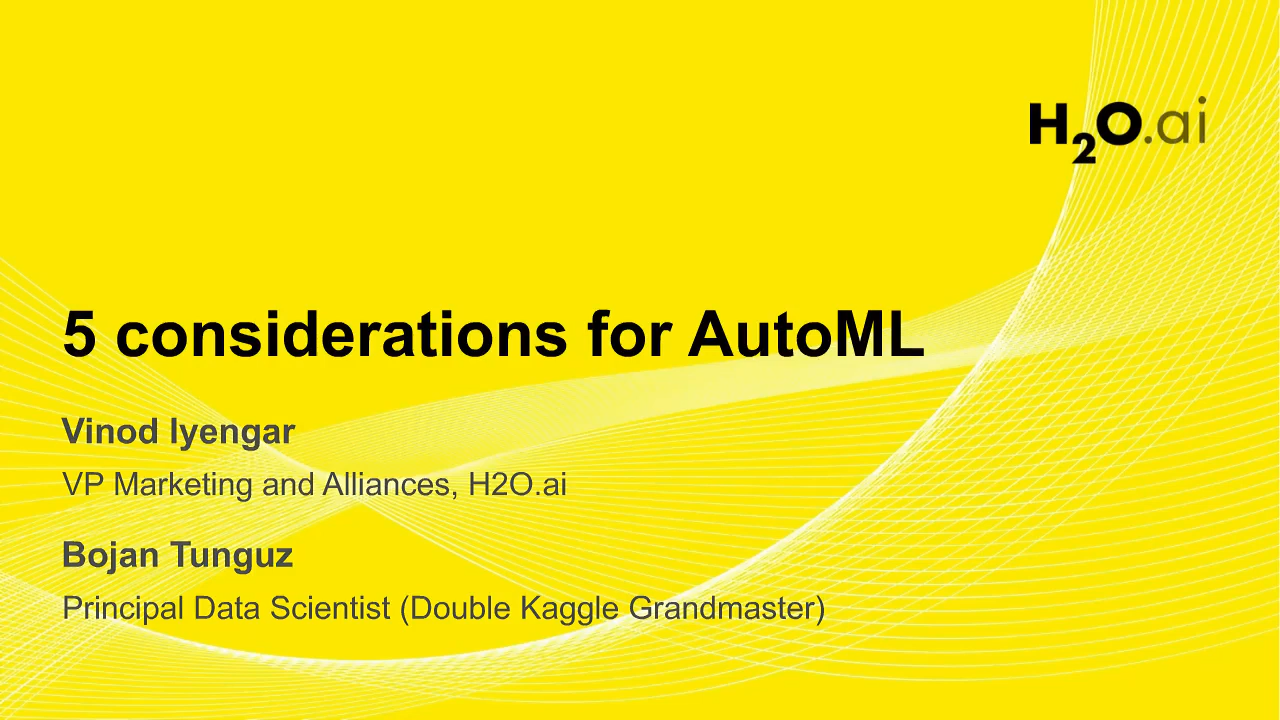 H2O.ai
5 considerations for AutoML
Vinod Iyengar
VP Marketing and Alliances, H2O.ai
Bojan Tunguz
Principal Data Scientist (Double Kaggle Grandmaster)